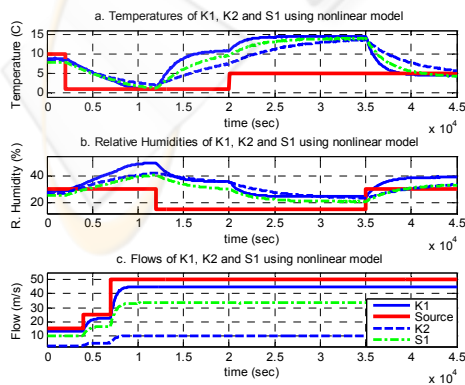 a. Temperatures of K1, K2 and S1 using nonlinear model
Temperature (C)
15
10
5
0
0 0.5 1 1.5 2 2.5 3 3.5 4 4.5
time (sec)
x 10^4
b. Relative Humidities of K1, K2 and S1 using nonlinear model
R. Humidity (%)
40
20
0 0.5 1 1.5 2 2.5 3 3.5 4 4.5
time (sec)
x 10^4
c. Flows of K1, K2 and S1 using nonlinear model
Flow (m/s)
50
40
30
20
10
K1
Source
K2
S1
0 0.5 1 1.5 2 2.5 3 3.5 4 4.5
time (sec)
x 10^4